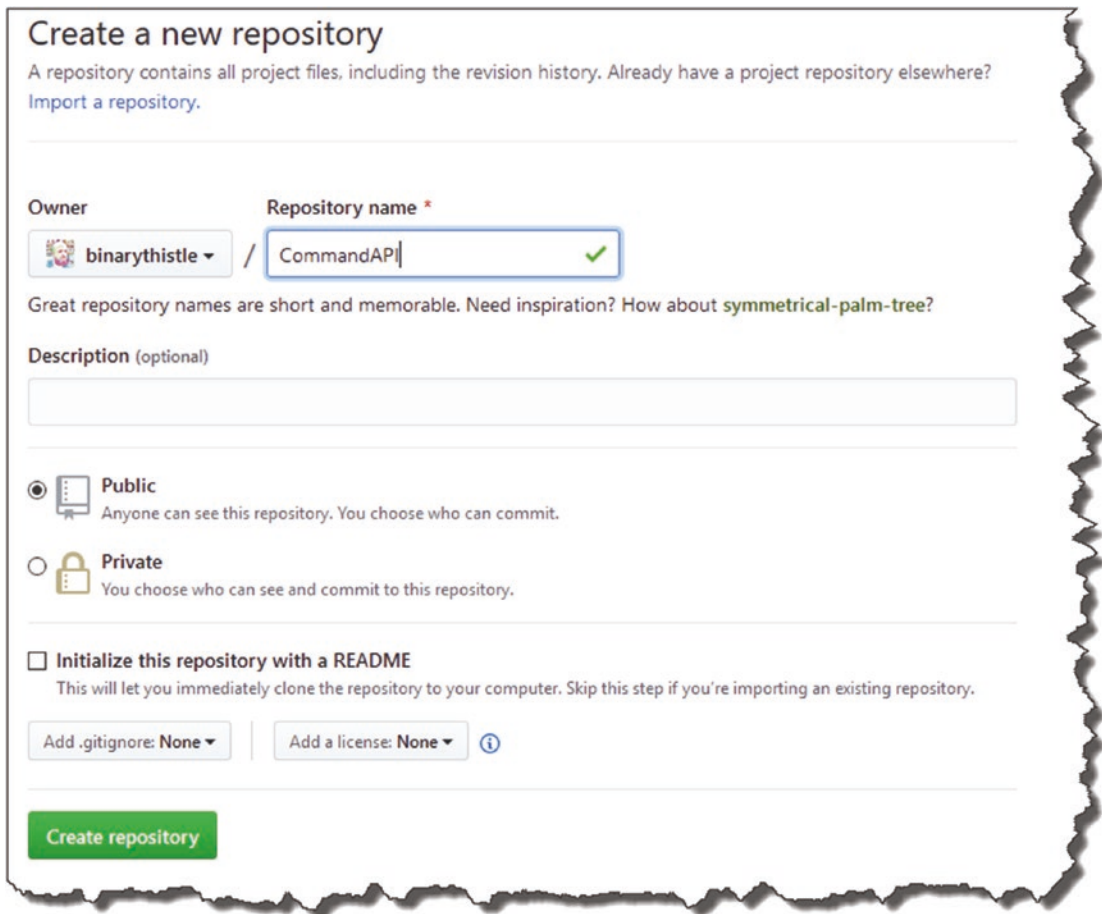 Create a new repository
A repository contains all project files, including the revision history. Already have a project repository elsewhere?
Import a repository.
Owner
Repository name *
binarythistle
/
CommandAPI
Great repository names are short and memorable. Need inspiration? How about symmetrical-palm-tree?
Description (optional)
Public
Anyone can see this repository. You choose who can commit.
Private
You choose who can see and commit to this repository.
Initialize this repository with a README
This will let you immediately clone the repository to your computer. Skip this step if you're importing an existing repository.
Add .gitignore: None
Add a license: None
Create repository